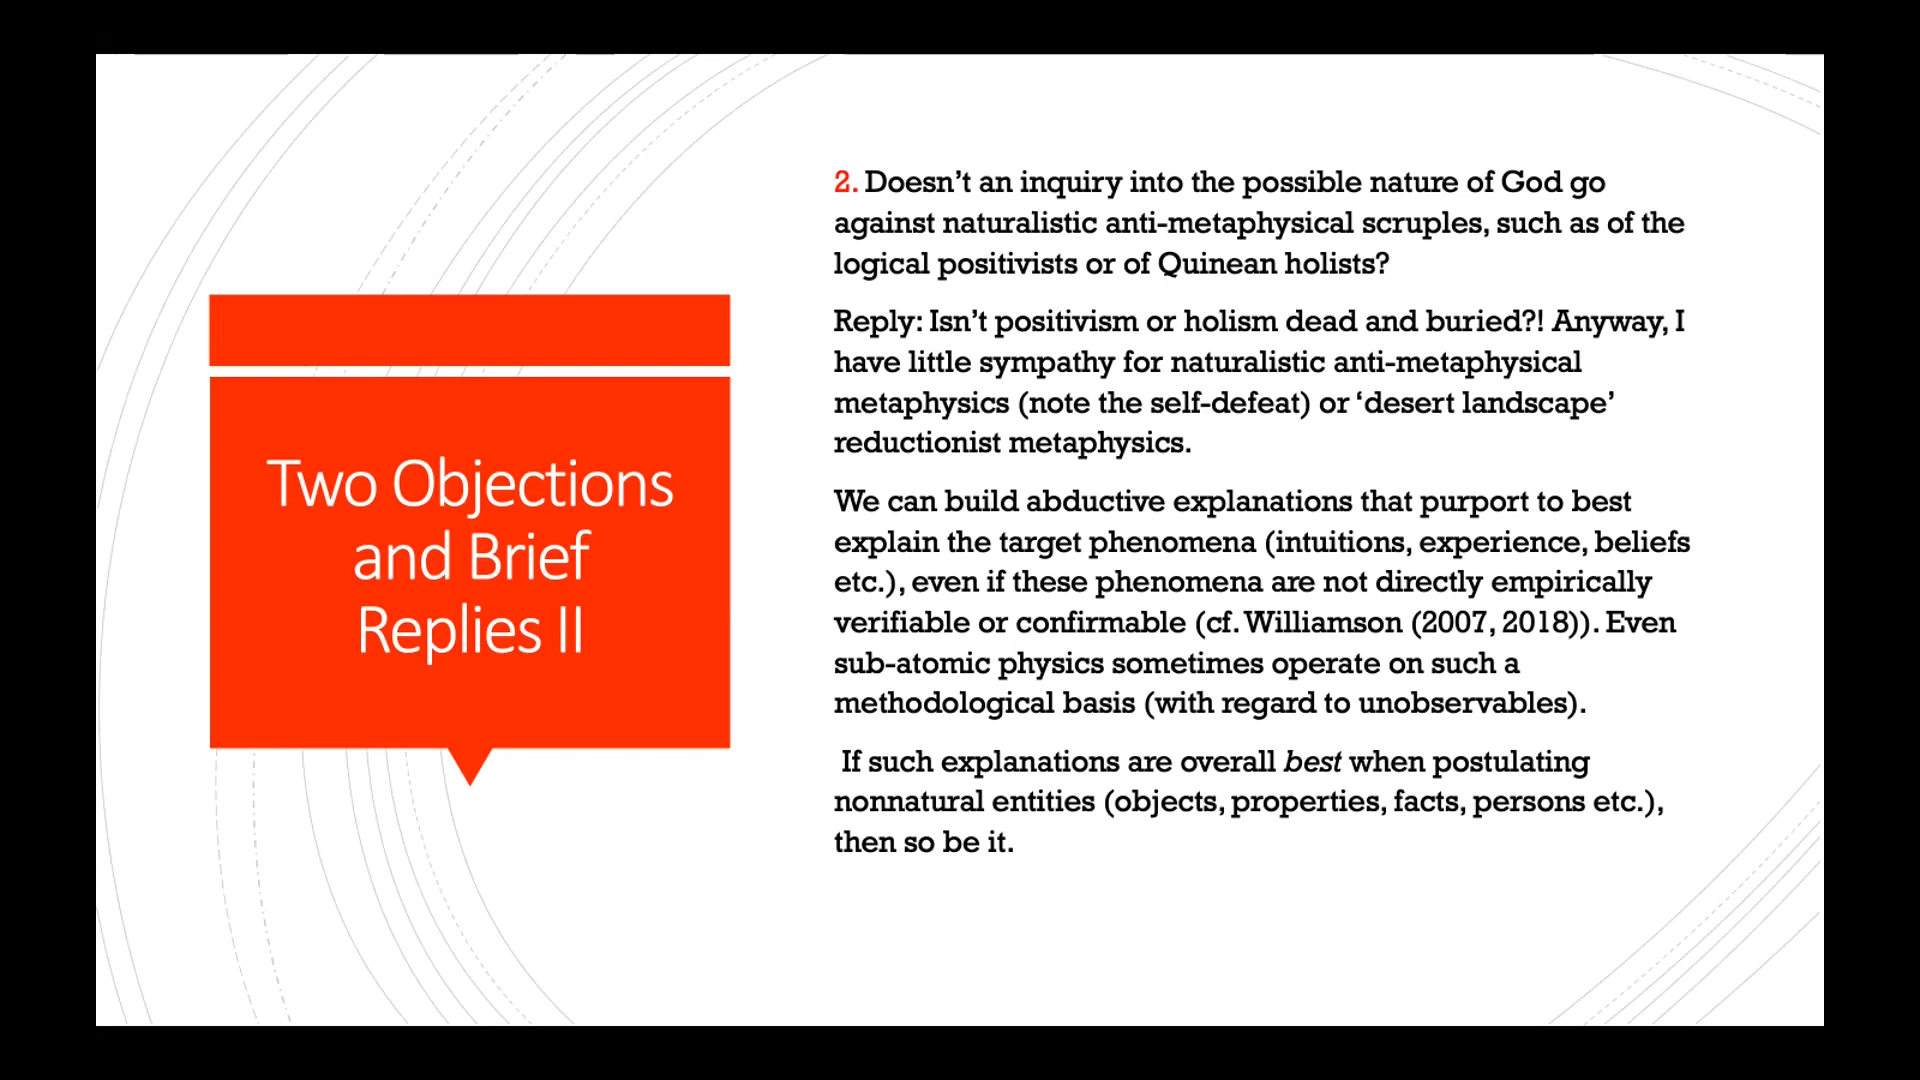 Two Objections
and Brief
Replies II
2. Doesn’t an inquiry into the possible nature of God go
against naturalistic anti-metaphysical scruples, such as of the
logical positivists or of Quinean holists?
Reply: Isn’t positivism or holism dead and buried?! Anyway, I
have little sympathy for naturalistic anti-metaphysical
metaphysics (note the self-defeat) or ‘desert landscape’
reductionist metaphysics.
We can build abductive explanations that purport to best
explain the target phenomena (intuitions, experience, beliefs
etc.), even if these phenomena are not directly empirically
verifiable or confirmable (cf. Williamson (2007, 2018)). Even
sub-atomic physics sometimes operate on such a
methodological basis (with regard to unobservables).
If such explanations are overall best when postulating
nonnatural entities (objects, properties, facts, persons etc.),
then so be it.